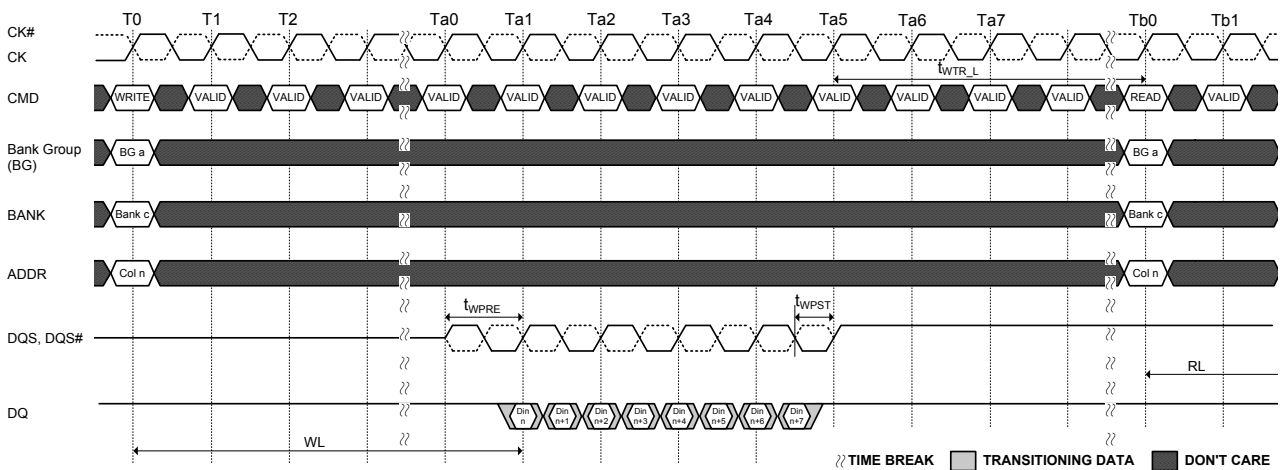 T0 T1 T2 Ta0 Ta1 Ta2 Ta3 Ta4 Ta5 Ta6 Ta7 Tb0 Tb1
CK#
CK
tWTR_L
CMD WRITE VALID VALID VALID VALID VALID VALID VALID VALID VALID VALID VALID VALID READ VALID
Bank Group
(BG)
BG a BG a
BANK Bank c Bank c
ADDR Col n Col n
tWPRE tWPST
DQS, DQS#
RL
DQ Din n Din n+1 Din n+2 Din n+3 Din n+4 Din n+5 Din n+6 Din n+7
WL
TIME BREAK TRANSITIONING DATA DON'T CARE